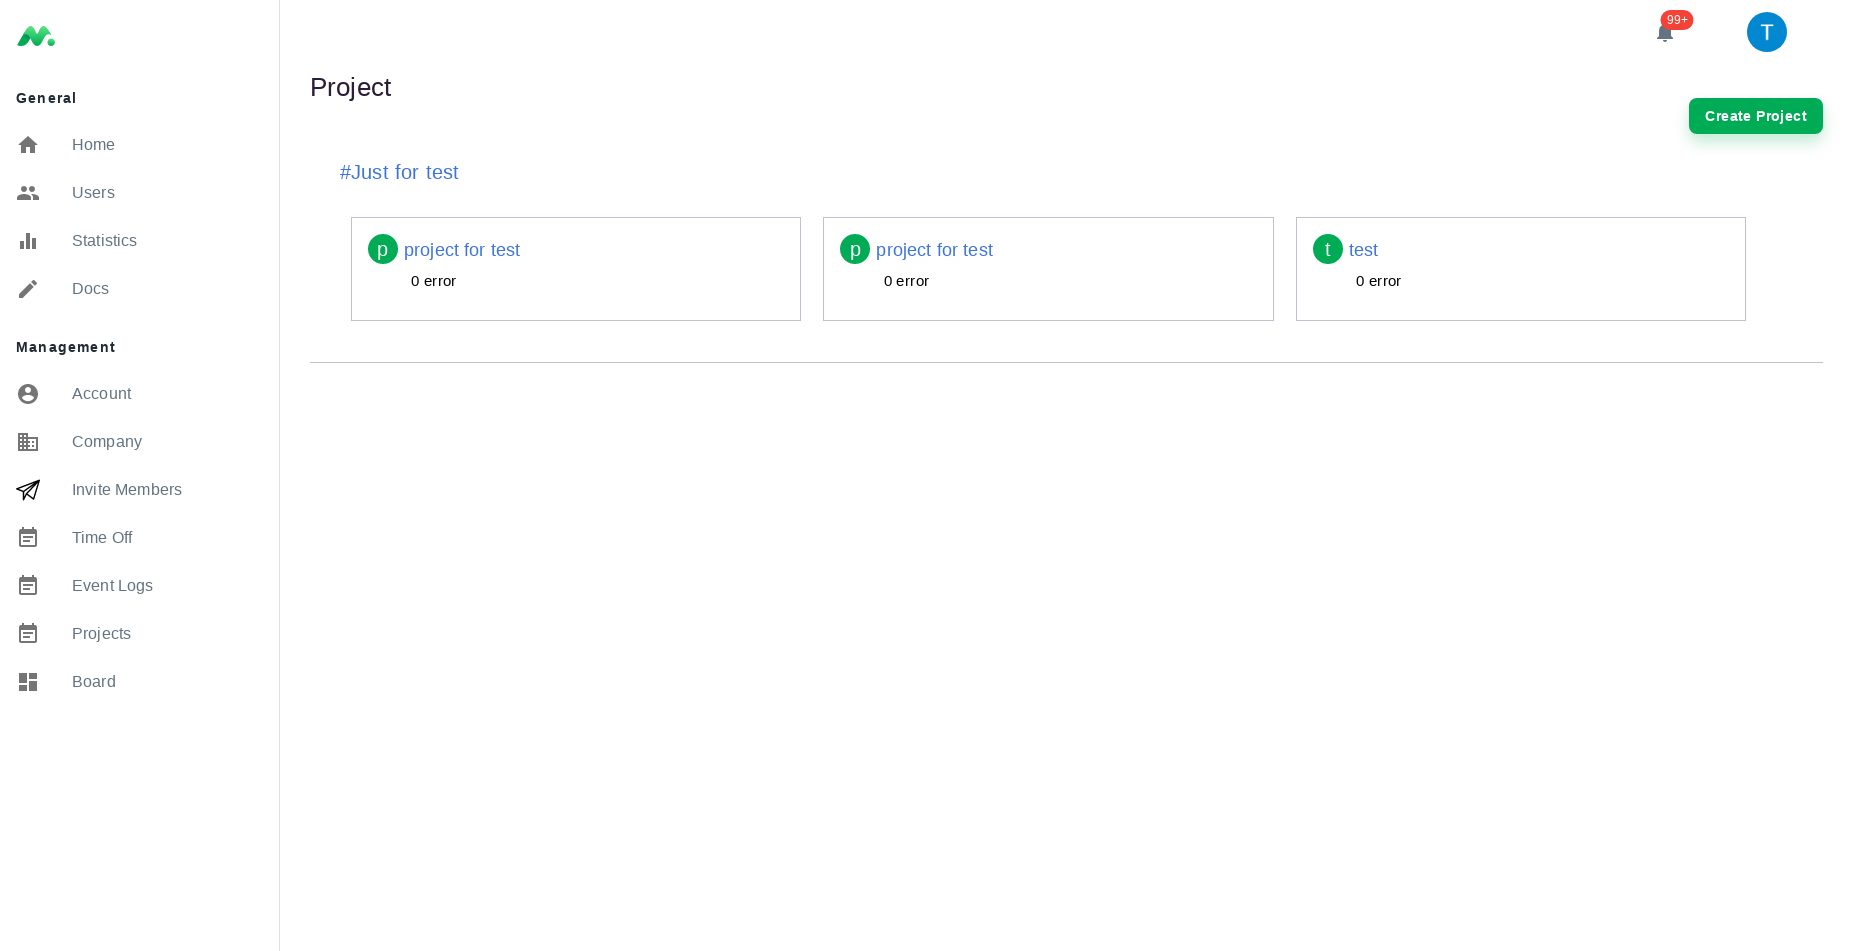 99+
T
General
Home
Users
Statistics
Docs
Management
Account
Company
Invite Members
Time Off
Event Logs
Projects
Board
Project
Create Project
#Just for test
p project for test
0 error
p project for test
0 error
t test
0 error